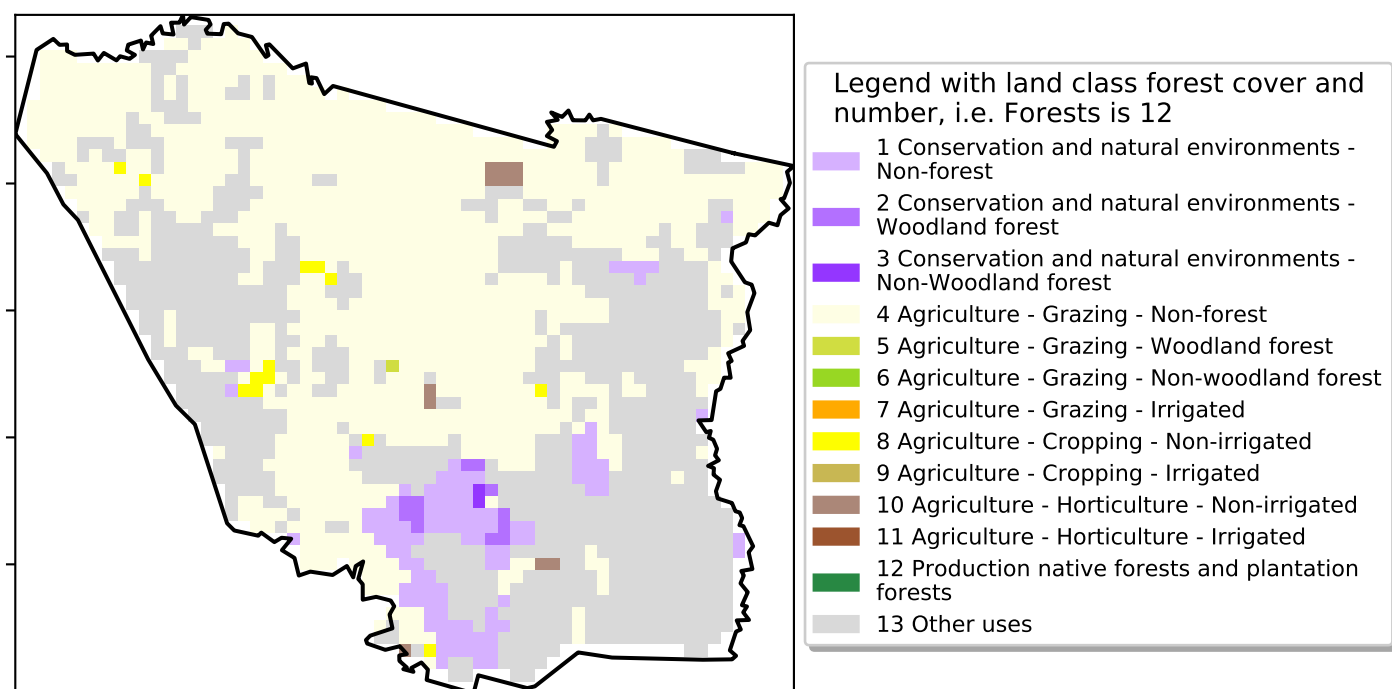 Legend with land class forest cover and
number, i.e. Forests is 12
1 Conservation and natural environments -
Non-forest
2 Conservation and natural environments -
Woodland forest
3 Conservation and natural environments -
Non-Woodland forest
4 Agriculture - Grazing - Non-forest
5 Agriculture - Grazing - Woodland forest
6 Agriculture - Grazing - Non-woodland forest
7 Agriculture - Grazing - Irrigated
8 Agriculture - Cropping - Non-irrigated
9 Agriculture - Cropping - Irrigated
10 Agriculture - Horticulture - Non-irrigated
11 Agriculture - Horticulture - Irrigated
12 Production native forests and plantation
forests
13 Other uses